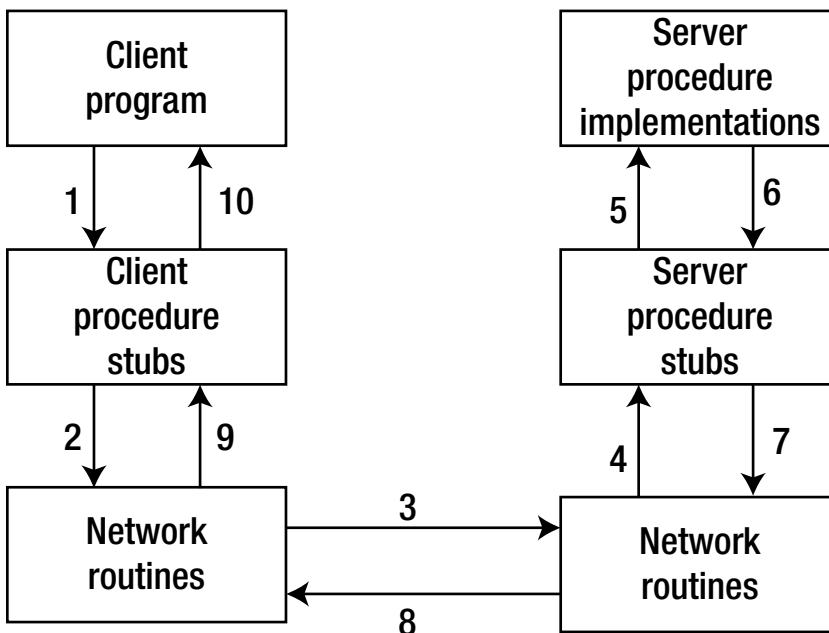 Client
program
Server
procedure
implementations
1
10
5
6
Client
procedure
stubs
Server
procedure
stubs
2
9
4
7
Network
routines
3
8
Network
routines